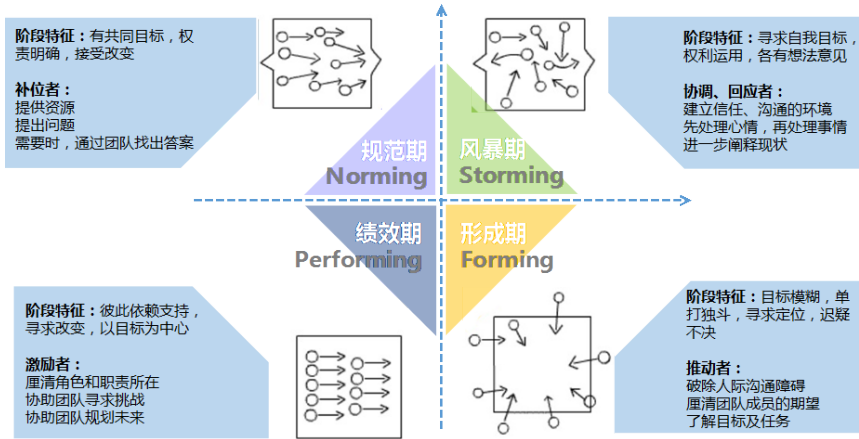 阶段特征：有共同目标，权
责明确，接受改变
补位者：
提供资源
提出问题
需要时，通过团队找出答案
规范期
Norming
风暴期
Storming
阶段特征：寻求自我目标，
权利运用，各有想法意见
协调、回应者：
建立信任、沟通的环境
先处理心情，再处理事情
进一步阐释现状
绩效期
Performing
形成期
Forming
阶段特征：彼此依赖支持，
寻求改变，以目标为中心
激励者：
厘清角色和职责所在
协助团队寻求挑战
协助团队规划未来
阶段特征：目标模糊，单
打独斗，寻求定位，迟疑
不决
推动者：
破除人际沟通障碍
厘清团队成员的期望
了解目标及任务